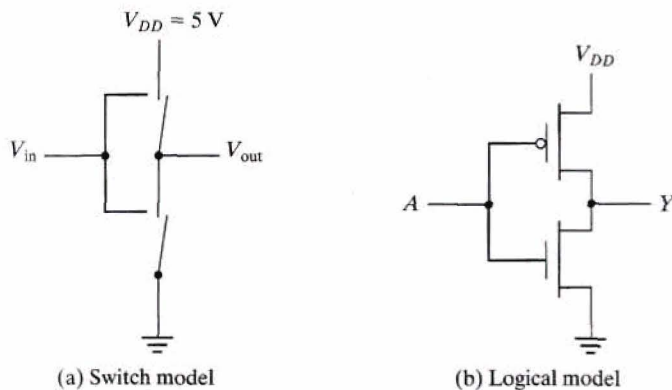 V_DD = 5 V
V_in
V_out
(a) Switch model
V_DD
A
Y
(b) Logical model